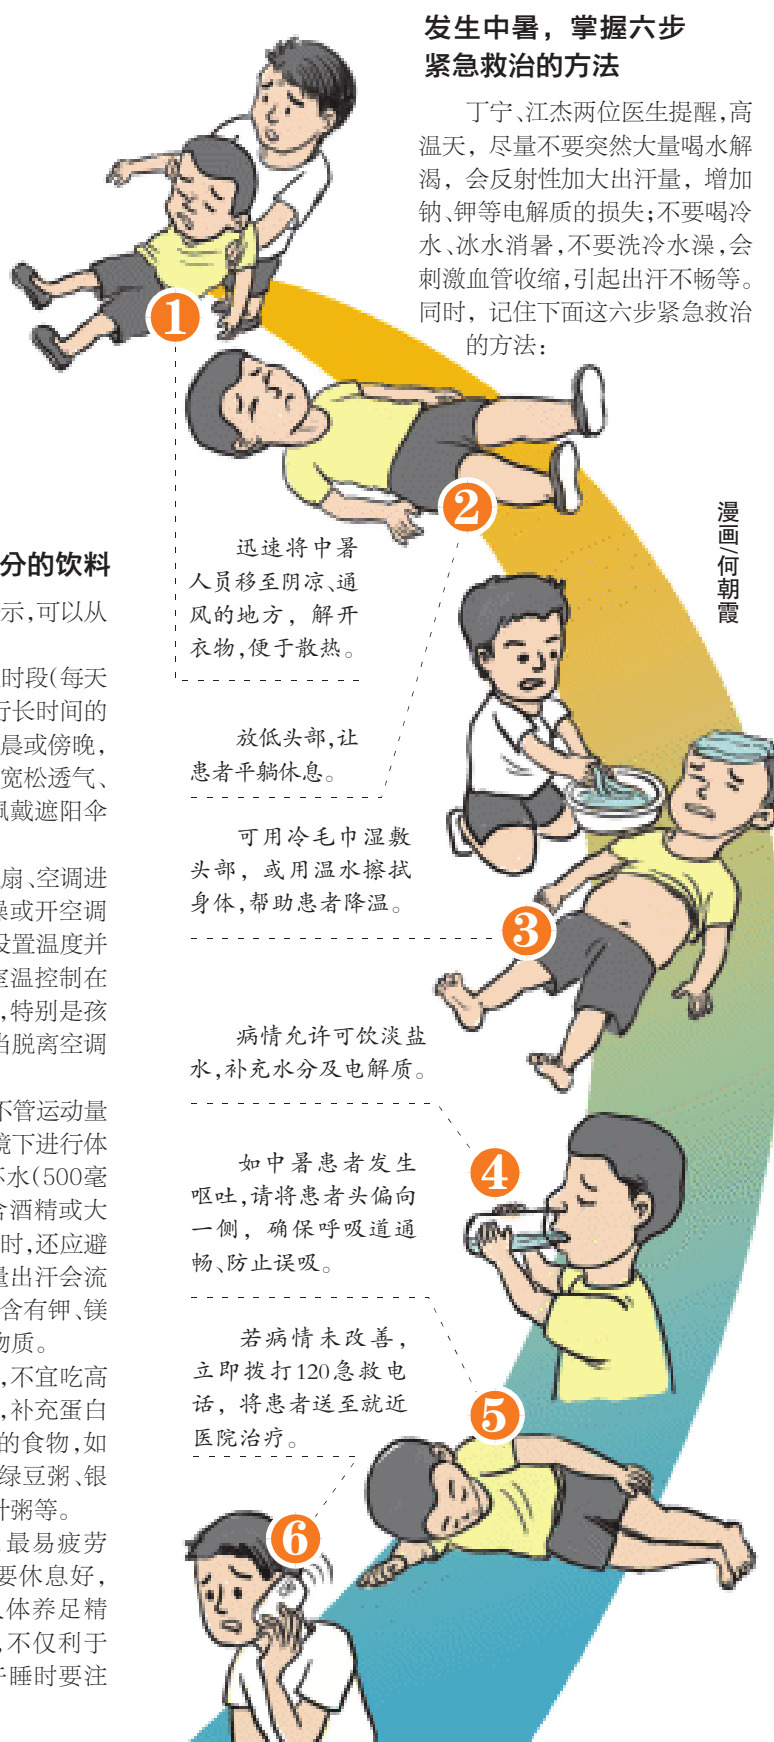 发生中暑，掌握六步
紧急救治的方法
丁宁、江杰两位医生提醒，高
温天，尽量不要突然大量喝水解
渴，会反射性加大出汗量，增加
钠、钾等电解质的损失；不要喝冷
水、冰水消暑，不要洗冷水澡，会
刺激血管收缩，引起出汗不畅等。
同时，记住下面这六步紧急救治
的方法：
漫画/何朝霞
1
2
迅速将中暑
人员移至阴凉、通
风的地方，解开
衣物，便于散热。
放低头部，让
患者平躺休息。
可用冷毛巾湿敷
头部，或用温水擦拭
身体，帮助患者降温。
3
病情允许可饮淡盐
水，补充水分及电解质。
4
如中暑患者发生
呕吐，请将患者头偏向
一侧，确保呼吸道通
畅、防止误吸。
5
若病情未改善，
立即拨打120急救电
话，将患者送至就近
医院治疗。
6
分的饮料
示，可以从
时段（每天
行长时间的
晨或傍晚，
宽松透气、
佩戴遮阳伞
扇、空调进
燥或开空调
设置温度并
室温控制在
，特别是孩
当脱离空调
不管运动量
境下进行体
杯水（500毫
含酒精或大
时，还应避
量出汗会流
含有钾、镁
物质。
，不宜吃高
，补充蛋白
的食物，如
绿豆粥、银
汁粥等。
最易疲劳
要休息好，
人体养足精
，不仅利于
午睡时要注